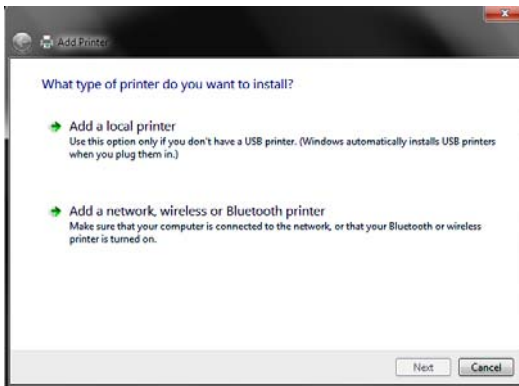 Add Printer
What type of printer do you want to install?
Add a local printer
Use this option only if you don't have a USB printer. (Windows automatically installs USB printers
when you plug them in.)
Add a network, wireless or Bluetooth printer
Make sure that your computer is connected to the network, or that your Bluetooth or wireless
printer is turned on.
Next Cancel